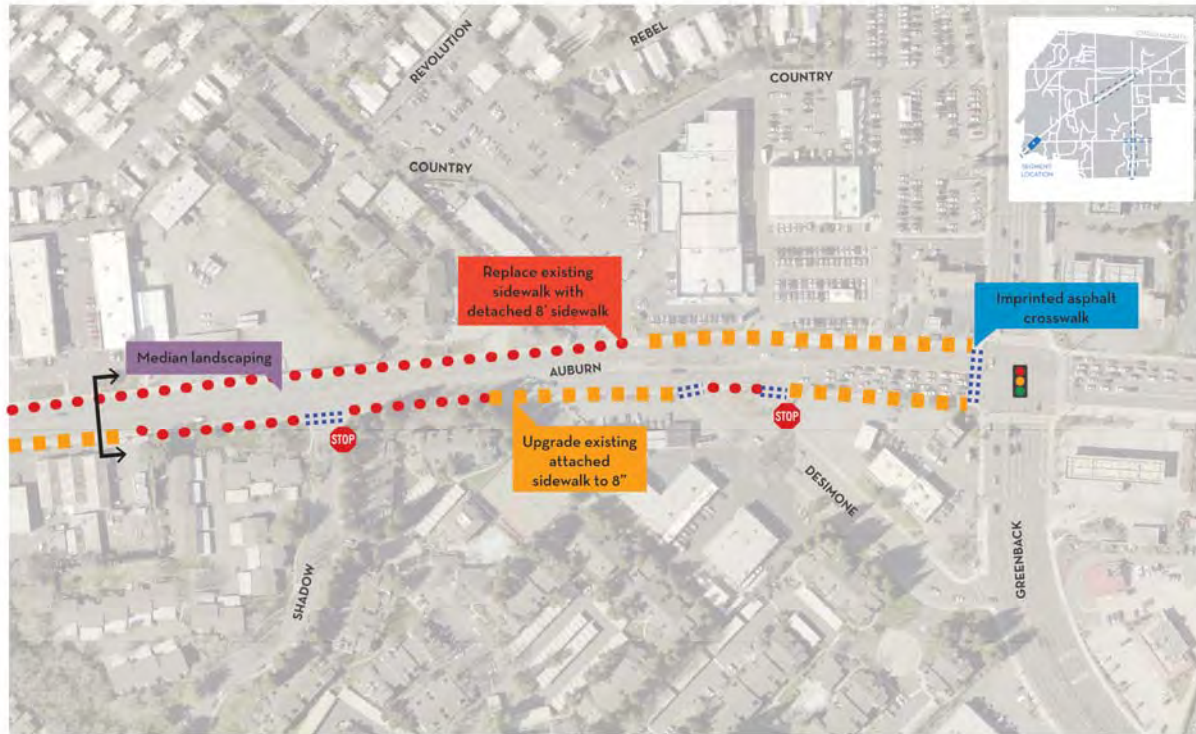 REVOLUTION
REBEL
COUNTRY
COUNTRY
SEGMENT
LOCATION
Replace existing
sidewalk with
detached 8' sidewalk
Imprinted asphalt
crosswalk
Median landscaping
AUBURN
STOP
STOP
Upgrade existing
attached
sidewalk to 8"
DESIMONE
SHADOW
GREENBACK